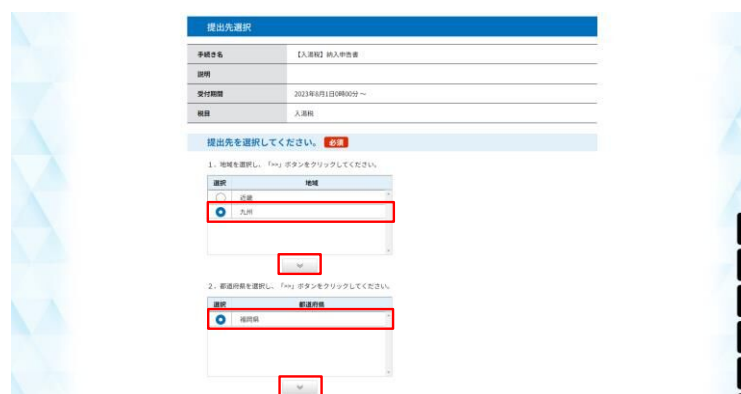 提出先選択
手続き名 【入湯税】納入申告書
説明
受付期間 2023年8月1日0時00分 ～
税目 入湯税
提出先を選択してください。 必須
1．地域を選択し、「>>」ボタンをクリックしてください。
選択 地域
近畿
九州
2．都道府県を選択し、「>>」ボタンをクリックしてください。
選択 都道府県
福岡県